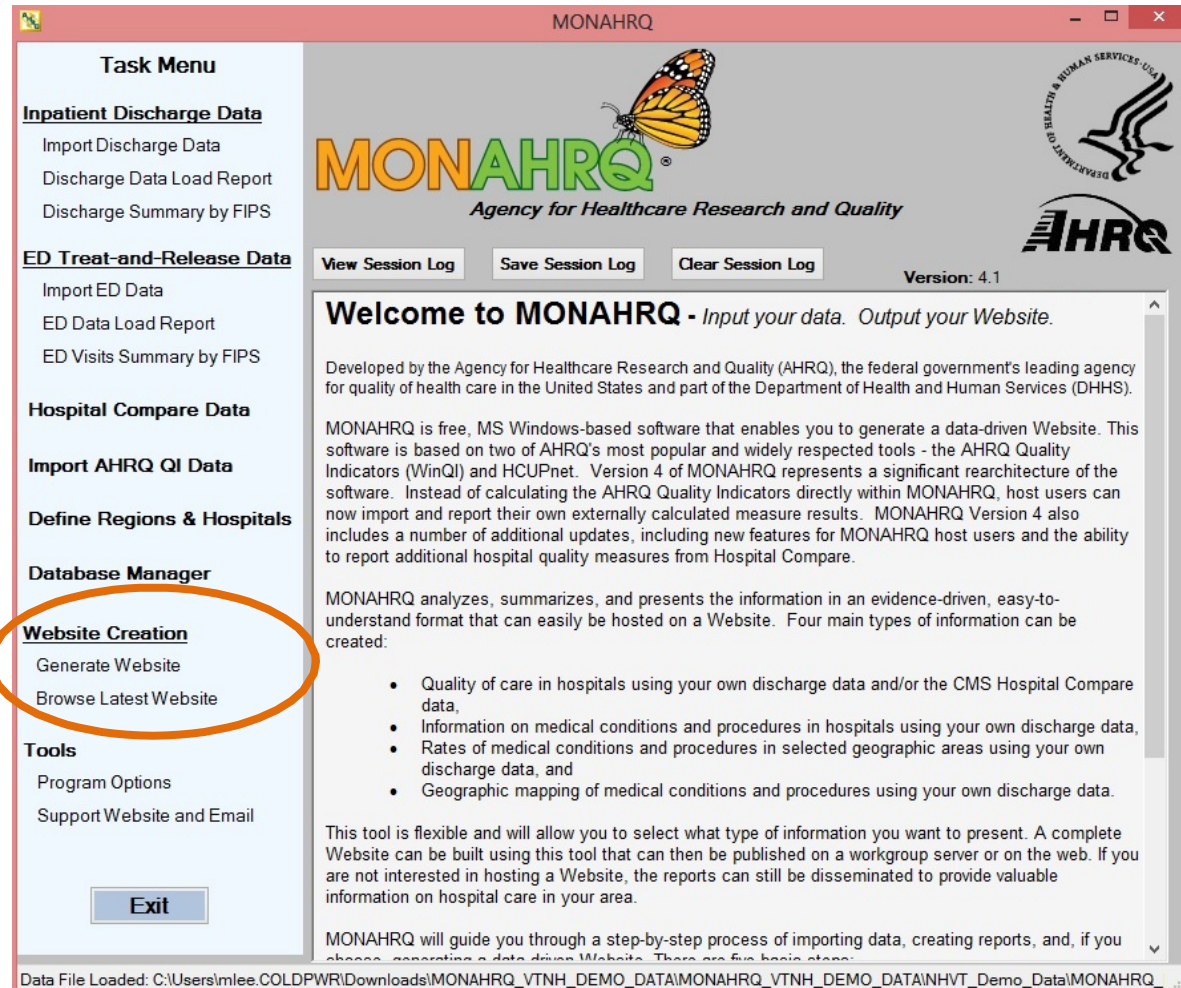 MONAHRQ
Task Menu
Inpatient Discharge Data
Import Discharge Data
Discharge Data Load Report
Discharge Summary by FIPS
ED Treat-and-Release Data
Import ED Data
ED Data Load Report
ED Visits Summary by FIPS
Hospital Compare Data
Import AHRQ QI Data
Define Regions & Hospitals
Database Manager
Website Creation
Generate Website
Browse Latest Website
Tools
Program Options
Support Website and Email
Exit
MONAHRQ®
Agency for Healthcare Research and Quality
DEPARTMENT OF HEALTH & HUMAN SERVICES·USA
AHRQ
View Session Log Save Session Log Clear Session Log
Version: 4.1
Welcome to MONAHRQ - Input your data. Output your Website.
Developed by the Agency for Healthcare Research and Quality (AHRQ), the federal government's leading agency
for quality of health care in the United States and part of the Department of Health and Human Services (DHHS).
MONAHRQ is free, MS Windows-based software that enables you to generate a data-driven Website. This
software is based on two of AHRQ's most popular and widely respected tools - the AHRQ Quality
Indicators (WinQI) and HCUPnet. Version 4 of MONAHRQ represents a significant rearchitecture of the
software. Instead of calculating the AHRQ Quality Indicators directly within MONAHRQ, host users can
now import and report their own externally calculated measure results. MONAHRQ Version 4 also
includes a number of additional updates, including new features for MONAHRQ host users and the ability
to report additional hospital quality measures from Hospital Compare.
MONAHRQ analyzes, summarizes, and presents the information in an evidence-driven, easy-to-
understand format that can easily be hosted on a Website. Four main types of information can be
created:
• Quality of care in hospitals using your own discharge data and/or the CMS Hospital Compare
data,
• Information on medical conditions and procedures in hospitals using your own discharge data,
• Rates of medical conditions and procedures in selected geographic areas using your own
discharge data, and
• Geographic mapping of medical conditions and procedures using your own discharge data.
This tool is flexible and will allow you to select what type of information you want to present. A complete
Website can be built using this tool that can then be published on a workgroup server or on the web. If you
are not interested in hosting a Website, the reports can still be disseminated to provide valuable
information on hospital care in your area.
MONAHRQ will guide you through a step-by-step process of importing data, creating reports, and, if you
choose, generating a data driven Website. There are five basic steps:
Data File Loaded: C:\Users\mlee.COLDPWR\Downloads\MONAHRQ_VTNH_DEMO_DATA\MONAHRQ_VTNH_DEMO_DATA\NHVT_Demo_Data\MONAHRQ_